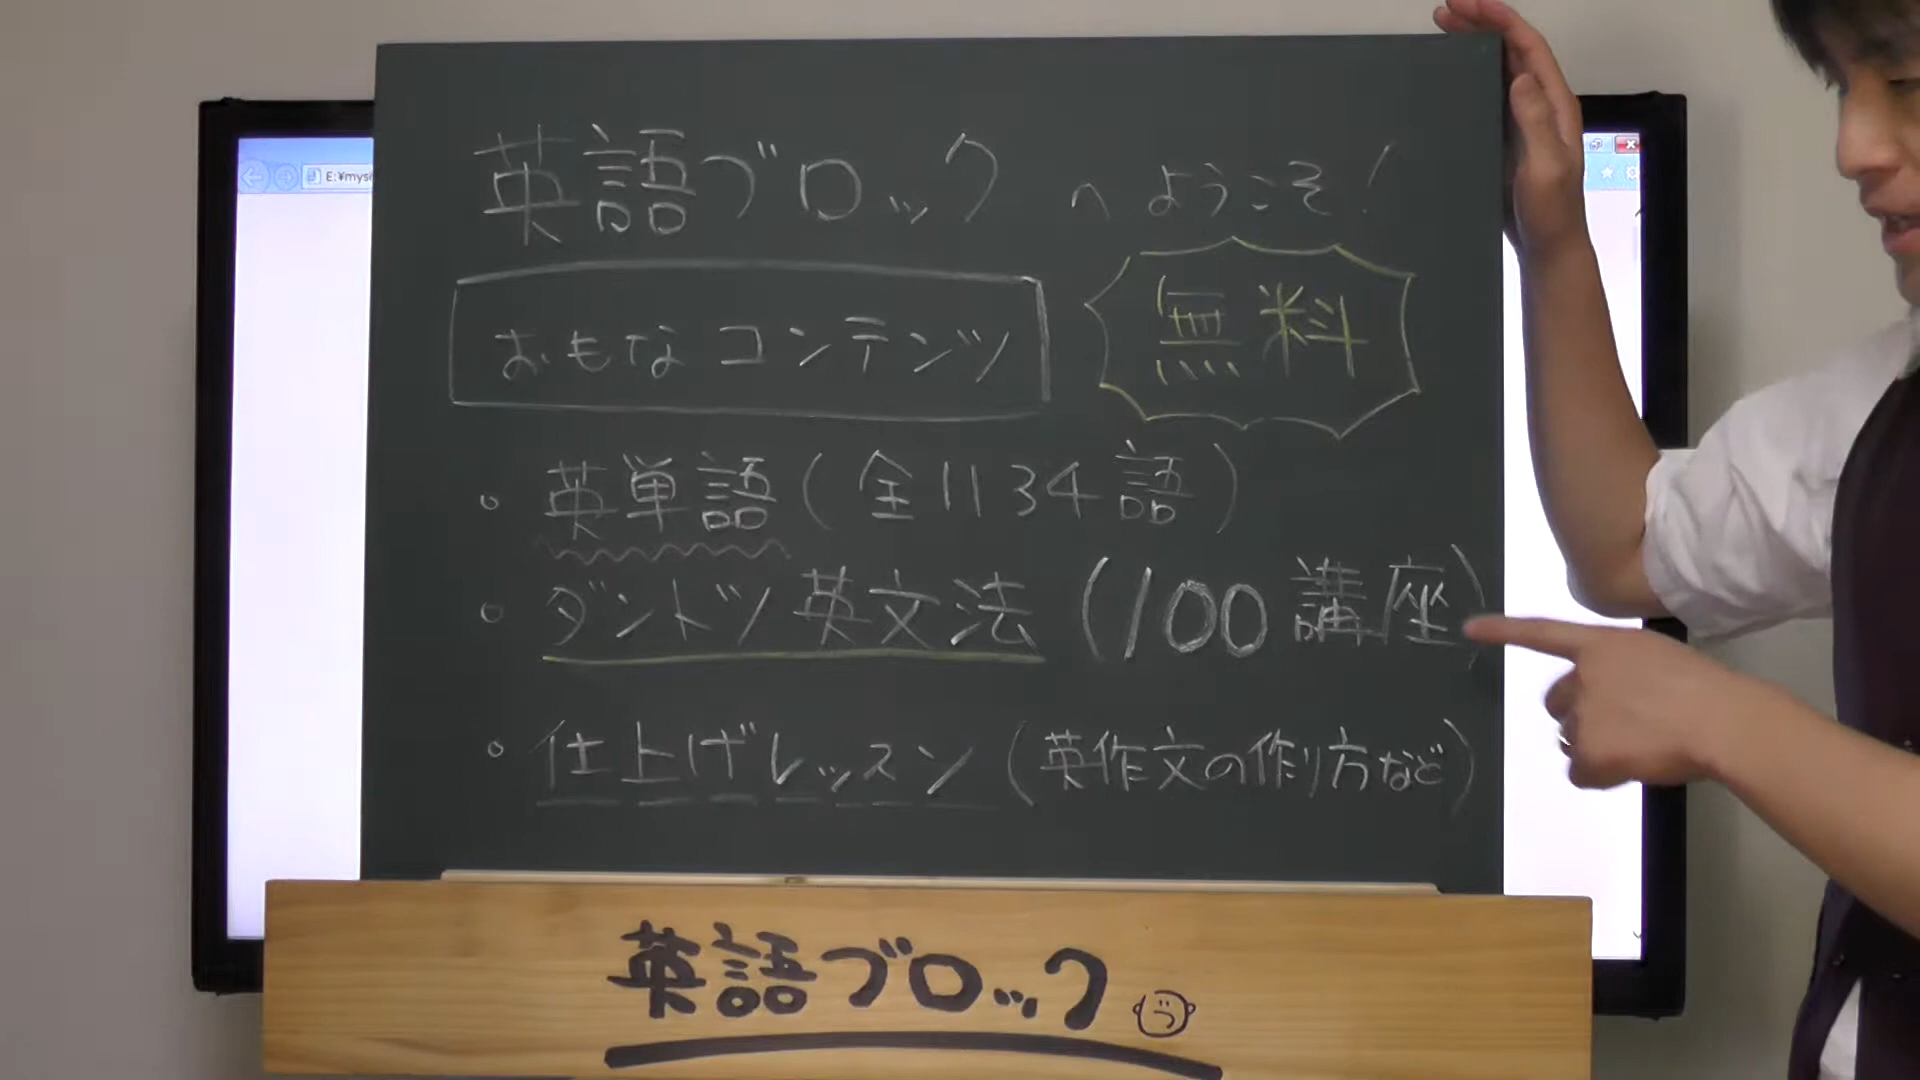 英語ブロックへようこそ!
おもなコンテンツ
無料
。英単語(全1134語)
。ダントツ英文法(100講座)
。仕上げレッスン(英作文の作り方など)
英語ブロック
E:¥mysi